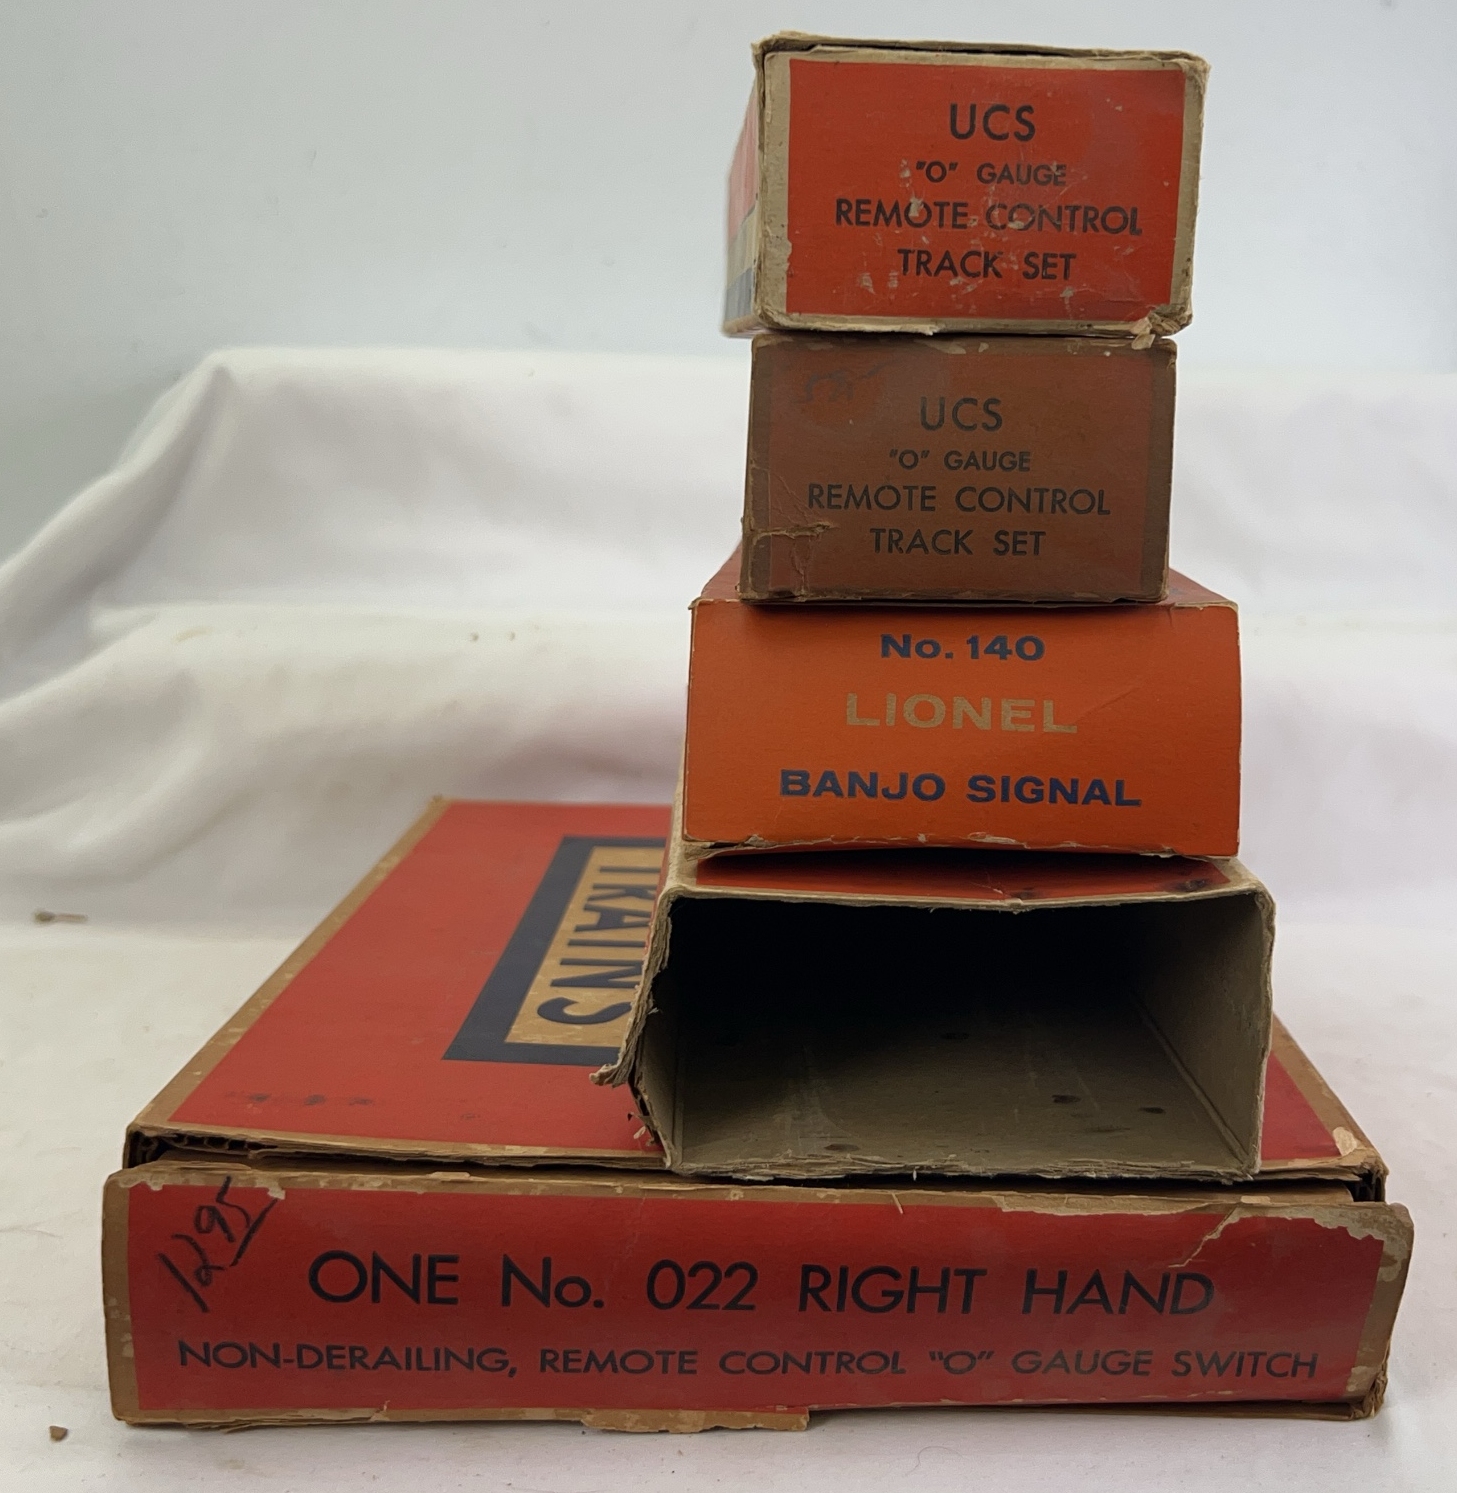 UCS
"O" GAUGE
REMOTE CONTROL
TRACK SET
UCS
"O" GAUGE
REMOTE CONTROL
TRACK SET
No. 140
LIONEL
BANJO SIGNAL
TRAINS
1295
ONE No. 022 RIGHT HAND
NON-DERAILING, REMOTE CONTROL "O" GAUGE SWITCH